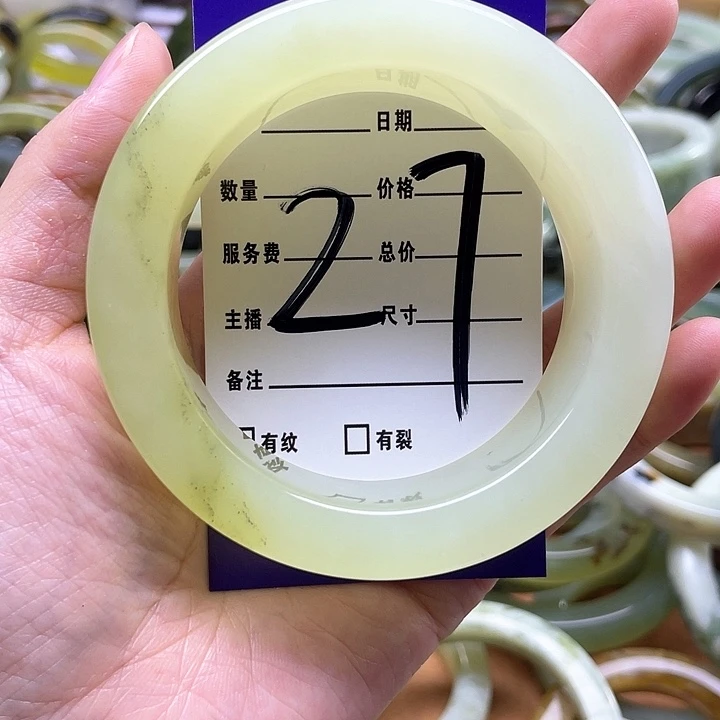 日期
数量 价格
27
服务费 总价
主播 尺寸
备注
有纹 有裂